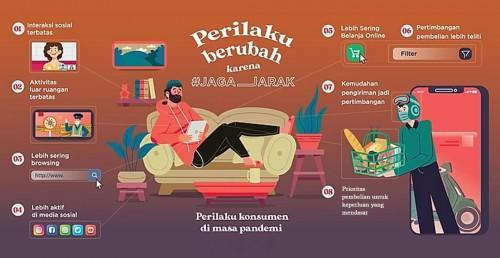 Perilaku
berubah
karena
#JAGA__JARAK
01
Interaksi sosial
terbatas
02
Aktivitas
luar ruangan
terbatas
03
Lebih sering
browsing
http://www.
04
Lebih aktif
di media sosial
05
Lebih Sering
Belanja Online
06
Pertimbangan
pembelian lebih teliti
Filter
07
Kemudahan
pengiriman jadi
pertimbangan
08
Prioritas
pembelian untuk
keperluan yang
mendasar
Perilaku konsumen
di masa pandemi